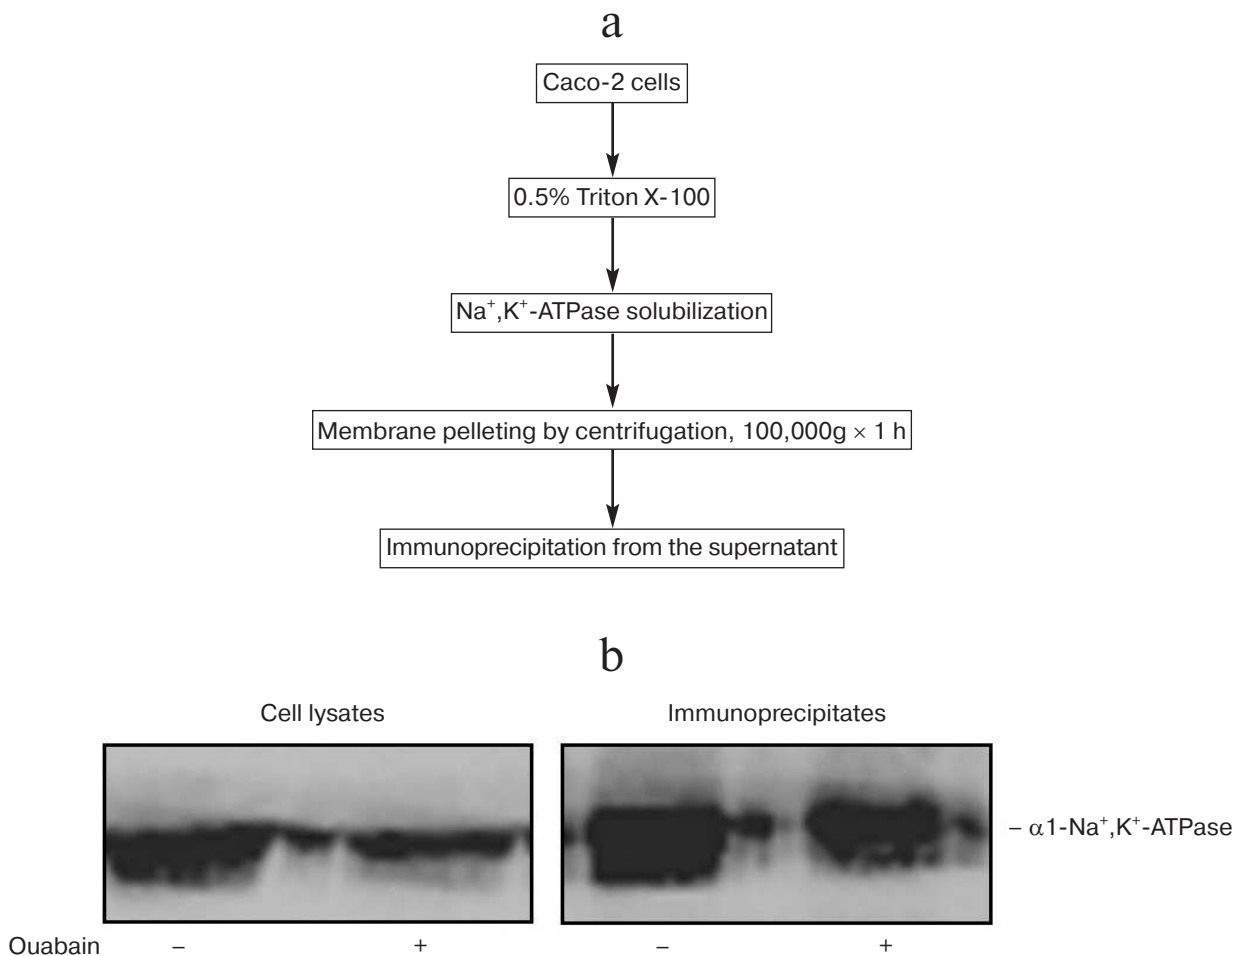 a
Caco-2 cells
0.5% Triton X-100
Na⁺,K⁺-ATPase solubilization
Membrane pelleting by centrifugation, 100,000g × 1 h
Immunoprecipitation from the supernatant
b
Cell lysates Immunoprecipitates
– α1-Na⁺,K⁺-ATPase
Ouabain – + – +